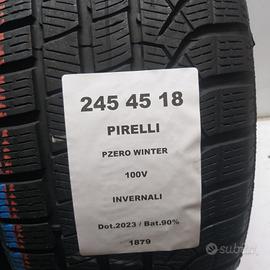 245 45 18
PIRELLI
PZERO WINTER
100V
INVERNALI
Dot.2023 / Bat.90%
1879
subito